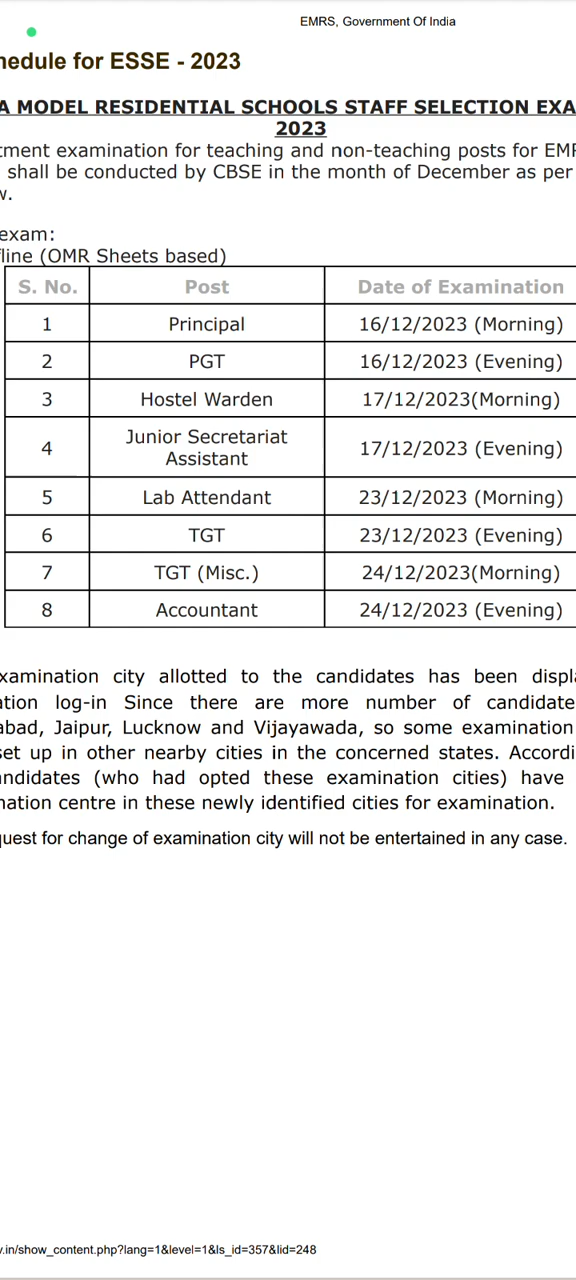 EMRS, Government Of India
hedule for ESSE - 2023
A MODEL RESIDENTIAL SCHOOLS STAFF SELECTION EXA
2023
tment examination for teaching and non-teaching posts for EMR
shall be conducted by CBSE in the month of December as per
w.
exam:
fline (OMR Sheets based)
S. No. Post Date of Examination
1 Principal 16/12/2023 (Morning)
2 PGT 16/12/2023 (Evening)
3 Hostel Warden 17/12/2023(Morning)
4 Junior Secretariat Assistant 17/12/2023 (Evening)
5 Lab Attendant 23/12/2023 (Morning)
6 TGT 23/12/2023 (Evening)
7 TGT (Misc.) 24/12/2023(Morning)
8 Accountant 24/12/2023 (Evening)
xamination city allotted to the candidates has been displa
ation log-in Since there are more number of candidate
abad, Jaipur, Lucknow and Vijayawada, so some examination
set up in other nearby cities in the concerned states. Accordi
andidates (who had opted these examination cities) have
nation centre in these newly identified cities for examination.
quest for change of examination city will not be entertained in any case.
v.in/show_content.php?lang=1&level=1&ls_id=357&lid=248